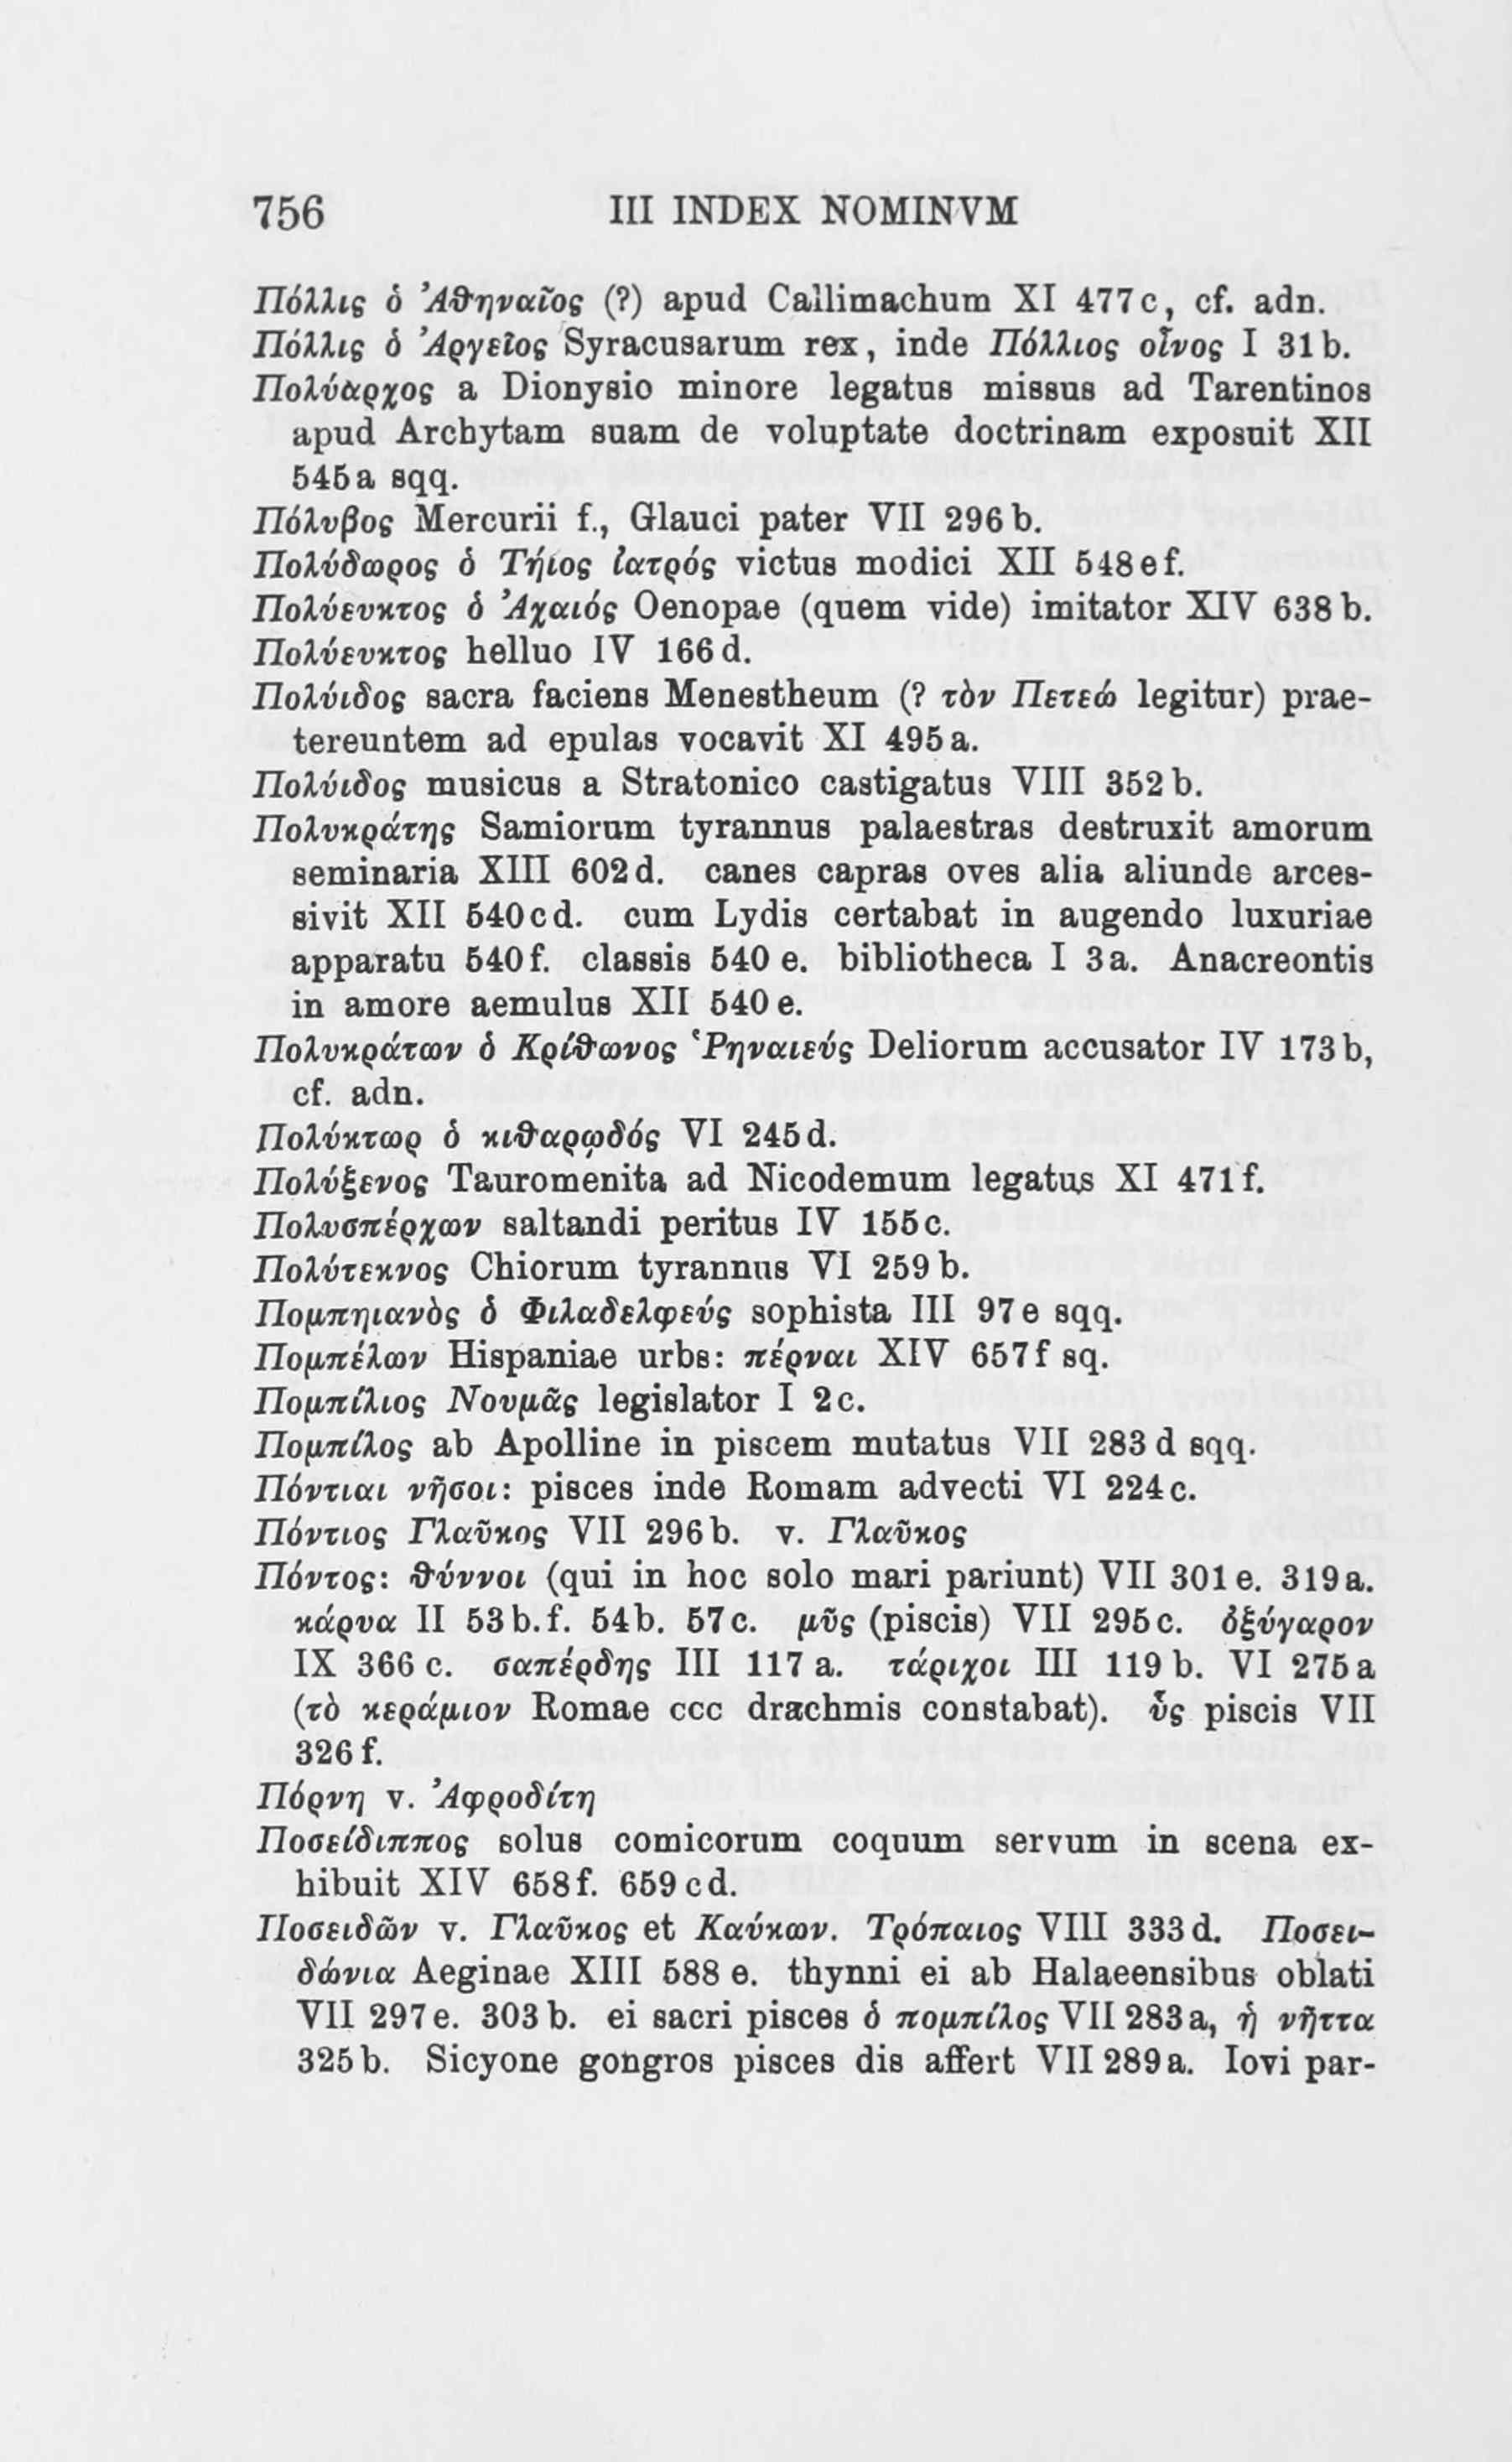 756 III INDEX NOMINVM
Πόλλις ὁ Ἀθηναῖος (?) apud Callimachum XI 477c, cf. adn.
Πόλλις ὁ Ἀργεῖος Syracusarum rex, inde Πόλλιος οἶνος I 31b.
Πολύαρχος a Dionysio minore legatus missus ad Tarentinos
apud Archytam suam de voluptate doctrinam exposuit XII
545a sqq.
Πόλυβος Mercurii f., Glauci pater VII 296b.
Πολύδωρος ὁ Τήιος ἰατρός victus modici XII 548ef.
Πολύευκτος ὁ Ἀχαιός Oenopae (quem vide) imitator XIV 638b.
Πολύευκτος helluo IV 166d.
Πολύιδος sacra faciens Menestheum (? τὸν Πετεώ legitur) prae-
tereuntem ad epulas vocavit XI 495a.
Πολύιδος musicus a Stratonico castigatus VIII 352b.
Πολυκράτης Samiorum tyrannus palaestras destruxit amorum
seminaria XIII 602d. canes capras oves alia aliunde arces-
sivit XII 540cd. cum Lydis certabat in augendo luxuriae
apparatu 540f. classis 540e. bibliotheca I 3a. Anacreontis
in amore aemulus XII 540e.
Πολυκράτων ὁ Κρίθωνος Ῥηναιεύς Deliorum accusator IV 173b,
cf. adn.
Πολύκτωρ ὁ κιθαρῳδός VI 245d.
Πολύξενος Tauromenita ad Nicodemum legatus XI 471f.
Πολυσπέρχων saltandi peritus IV 155c.
Πολύτεκνος Chiorum tyrannus VI 259b.
Πομπηιανὸς ὁ Φιλαδελφεύς sophista III 97e sqq.
Πομπέλων Hispaniae urbs: πέρναι XIV 657f sq.
Πομπίλιος Νουμᾶς legislator I 2c.
Πομπίλος ab Apolline in piscem mutatus VII 283d sqq.
Πόντιαι νῆσοι: pisces inde Romam advecti VI 224c.
Πόντιος Γλαῦκος VII 296b. v. Γλαῦκος
Πόντος: θύννοι (qui in hoc solo mari pariunt) VII 301e. 319a.
κάρυα II 53b.f. 54b. 57c. μῦς (piscis) VII 295c. ὀξύγαρον
IX 366c. σαπέρδης III 117a. τάριχοι III 119b. VI 275a
(τὸ κεράμιον Romae ccc drachmis constabat). ὗς piscis VII
326f.
Πόρνη v. Ἀφροδίτη
Ποσείδιππος solus comicorum coquum servum in scena ex-
hibuit XIV 658f. 659cd.
Ποσειδῶν v. Γλαῦκος et Καύκων. Τρόπαιος VIII 333d. Ποσει-
δώνια Aeginae XIII 588e. thynni ei ab Halaeensibus oblati
VII 297e. 303b. ei sacri pisces ὁ πομπίλος VII 283a, ἡ νῆττα
325b. Sicyone gongros pisces dis affert VII 289a. Iovi par-